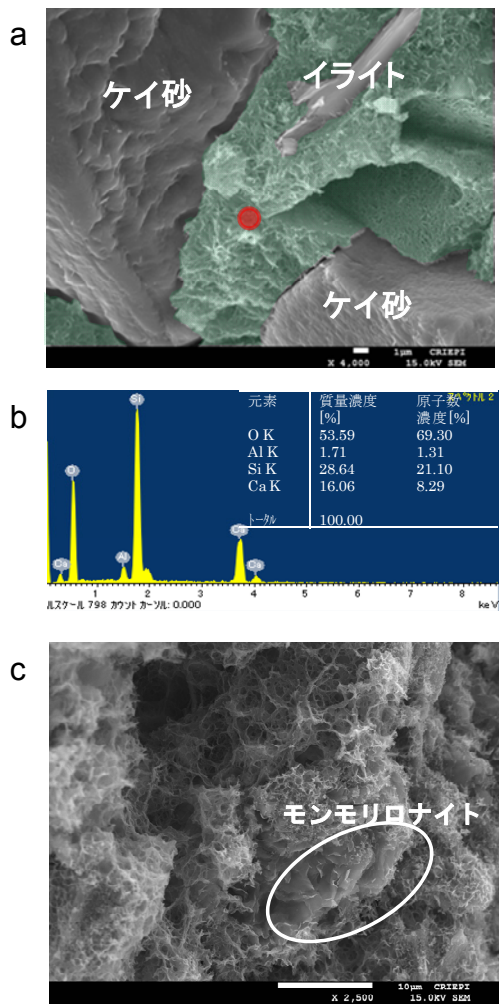 a
ケイ砂
イライト
ケイ砂
1μm CRIEPI
X 4,000 15.0kV SEM
b
Si
O
Ca
Al
Ca
Ca
元素 質量濃度 原子数
[%] 濃度[%]
O K 53.59 69.30
Al K 1.71 1.31
Si K 28.64 21.10
Ca K 16.06 8.29
トータル 100.00
1 2 3 4 5 6 7 8
ルスケール 798 カウント カーソル: 0.000 keV
c
モンモリロナイト
10μm CRIEPI
X 2,500 15.0kV SEM